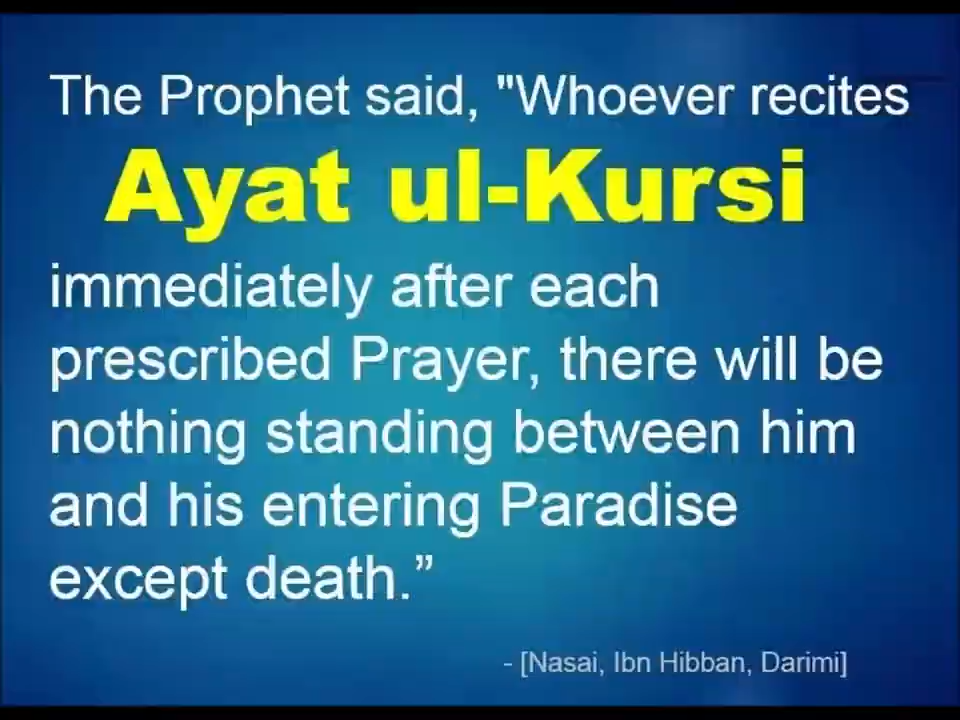 The Prophet said, "Whoever recites
Ayat ul-Kursi
immediately after each
prescribed Prayer, there will be
nothing standing between him
and his entering Paradise
except death.”
- [Nasai, Ibn Hibban, Darimi]